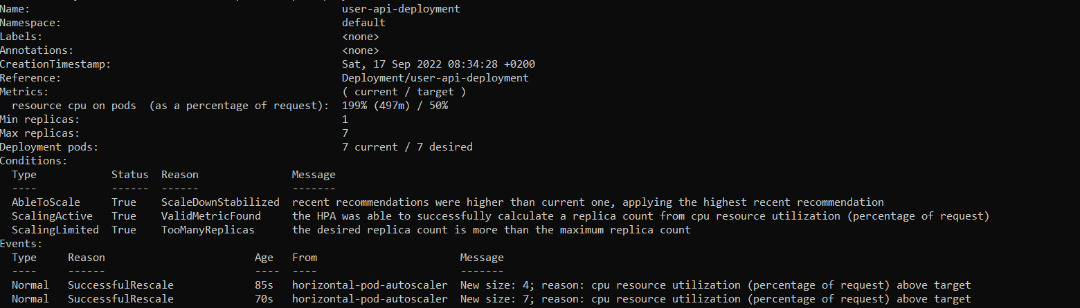 Name: user-api-deployment
Namespace: default
Labels: <none>
Annotations: <none>
CreationTimestamp: Sat, 17 Sep 2022 08:34:28 +0200
Reference: Deployment/user-api-deployment
Metrics: ( current / target )
resource cpu on pods (as a percentage of request): 199% (497m) / 50%
Min replicas: 1
Max replicas: 7
Deployment pods: 7 current / 7 desired
Conditions:
Type Status Reason Message
---- ------ ------ -------
AbleToScale True ScaleDownStabilized recent recommendations were higher than current one, applying the highest recent recommendation
ScalingActive True ValidMetricFound the HPA was able to successfully calculate a replica count from cpu resource utilization (percentage of request)
ScalingLimited True TooManyReplicas the desired replica count is more than the maximum replica count
Events:
Type Reason Age From Message
---- ------ ---- ---- -------
Normal SuccessfulRescale 85s horizontal-pod-autoscaler New size: 4; reason: cpu resource utilization (percentage of request) above target
Normal SuccessfulRescale 70s horizontal-pod-autoscaler New size: 7; reason: cpu resource utilization (percentage of request) above target